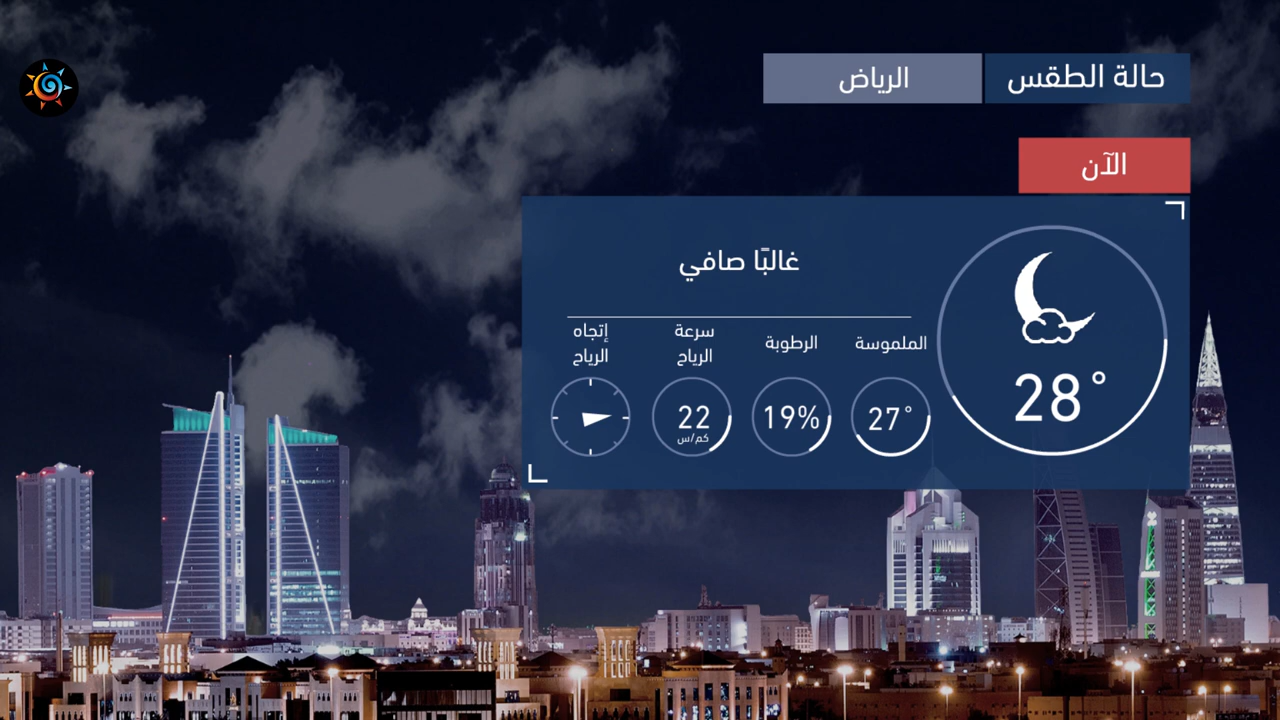 حالة الطقس
الرياض
الآن
غالبًا صافي
28°
الملموسة
27°
الرطوبة
19%
سرعة
الرياح
22
كم/س
إتجاه
الرياح